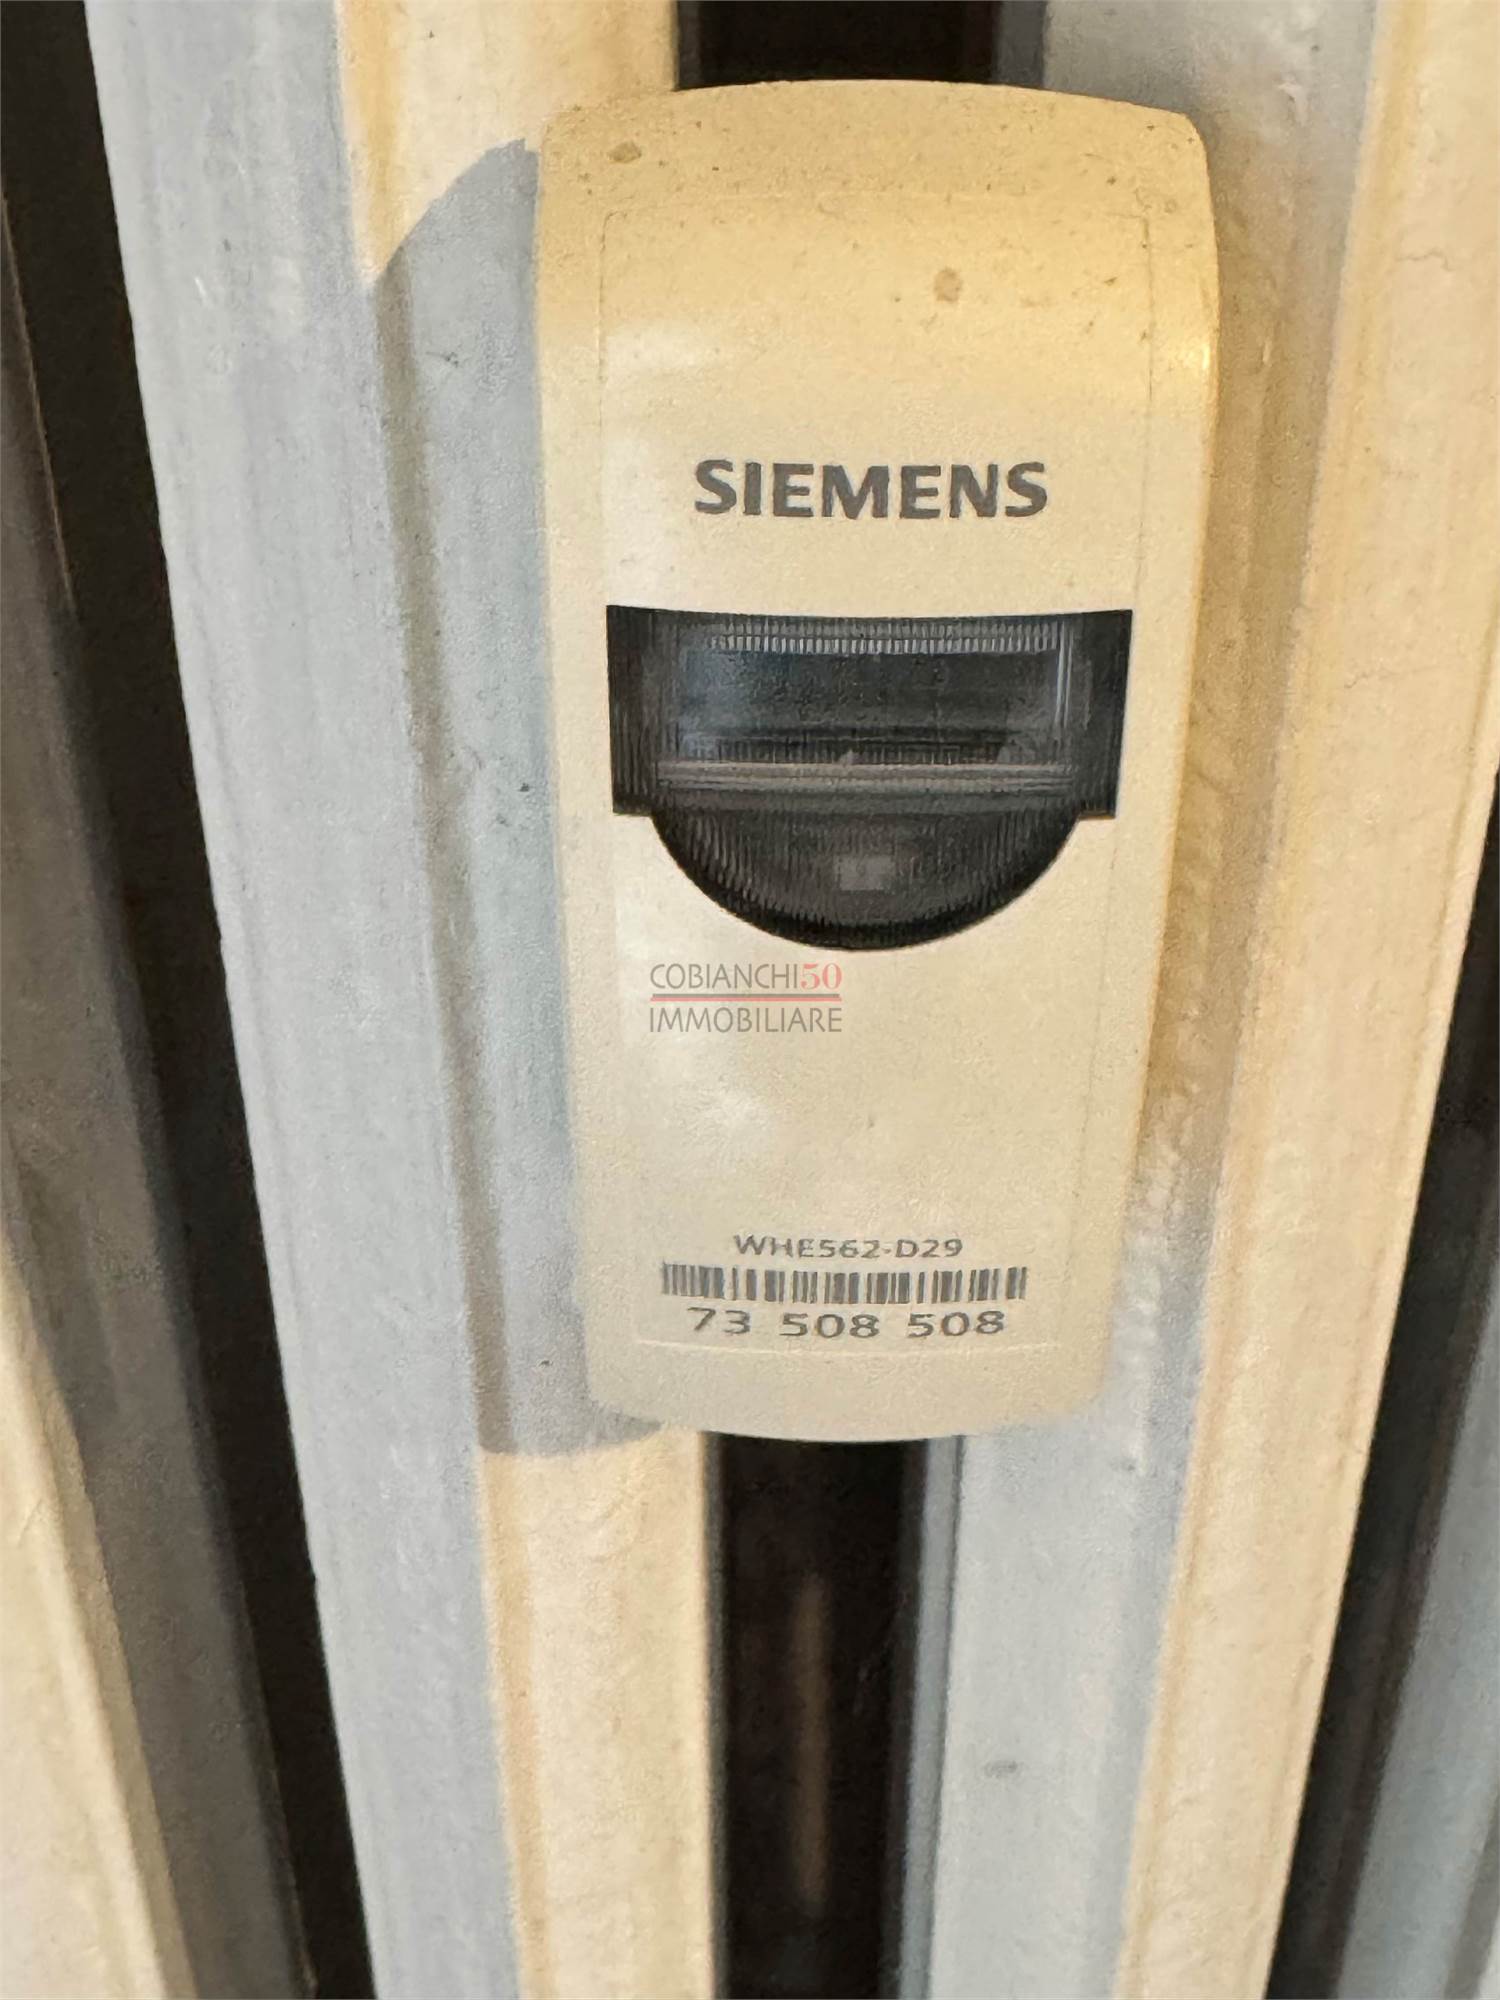 SIEMENS
COBIANCHI50
IMMOBILIARE
WHE562-D29
73 508 508